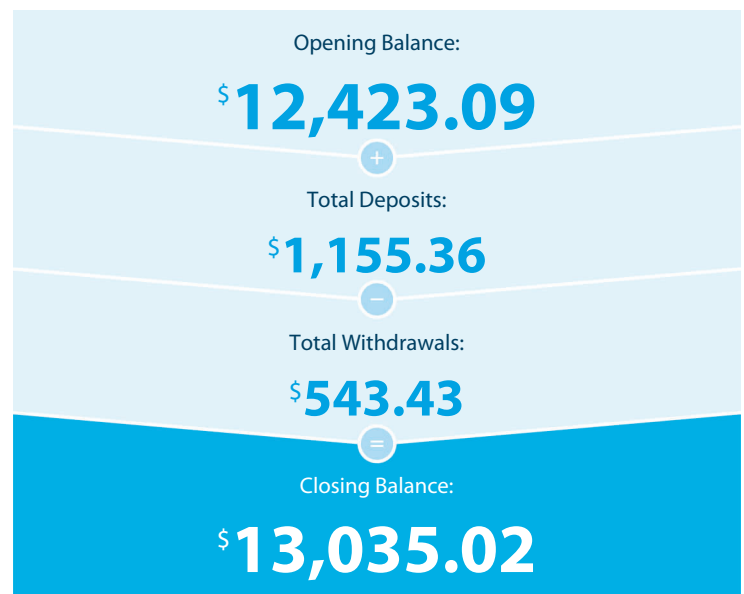 Opening Balance:
$12,423.09
+
Total Deposits:
$1,155.36
−
Total Withdrawals:
$543.43
=
Closing Balance:
$13,035.02